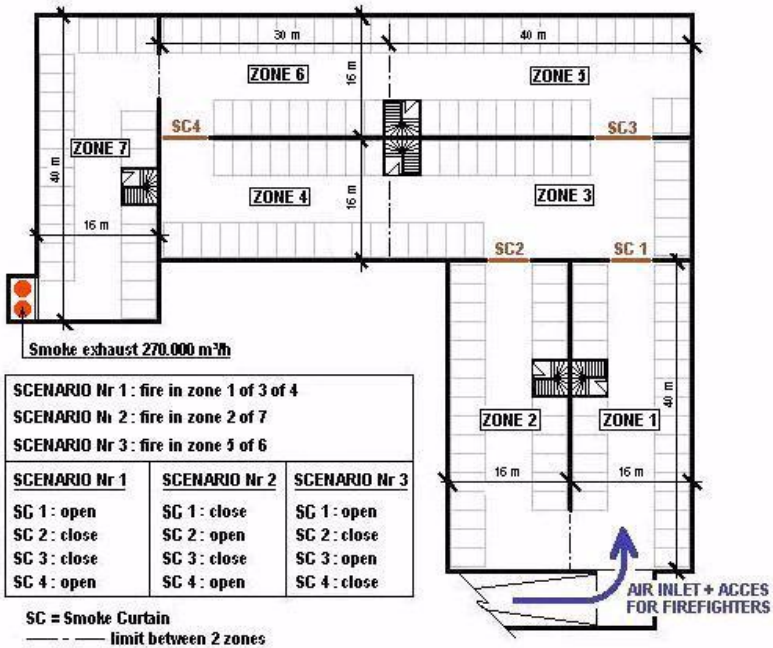 30 m
40 m
ZONE 6
ZONE 5
16 m
SC4
SC3
ZONE 7
40 m
ZONE 4
ZONE 3
16 m
16 m
SC2
SC 1
Smoke exhaust 270.000 m³/h
SCENARIO Nr 1 : fire in zone 1 of 3 of 4
SCENARIO Nr 2 : fire in zone 2 of 7
SCENARIO Nr 3 : fire in zone 5 of 6
SCENARIO Nr 1
SC 1 : open
SC 2 : close
SC 3 : close
SC 4 : open
SCENARIO Nr 2
SC 1 : close
SC 2 : open
SC 3 : close
SC 4 : open
SCENARIO Nr 3
SC 1 : open
SC 2 : close
SC 3 : open
SC 4 : close
ZONE 2
ZONE 1
40 m
16 m
16 m
AIR INLET + ACCES
FOR FIREFIGHTERS
SC = Smoke Curtain
limit between 2 zones